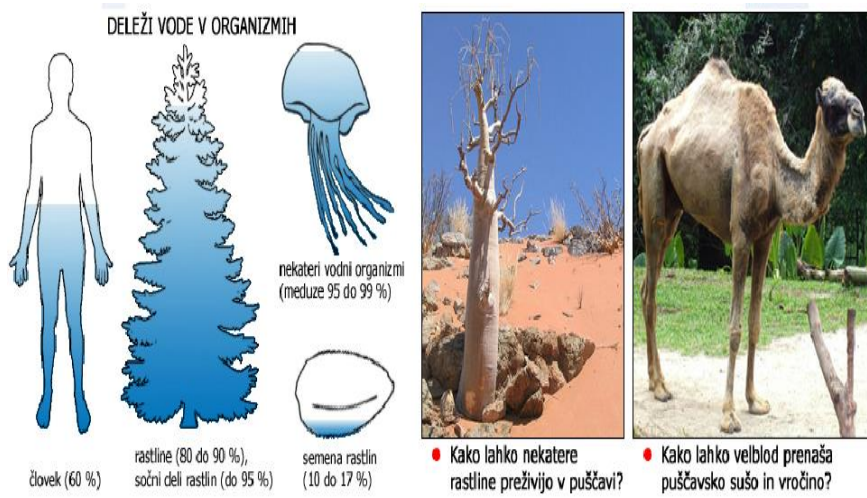 DELEŽI VODE V ORGANIZMIH
nekateri vodni organizmi
(meduze 95 do 99 %)
človek (60 %)
rastline (80 do 90 %),
sočni deli rastlin (do 95 %)
semena rastlin
(10 do 17 %)
• Kako lahko nekatere
rastline preživijo v puščavi?
• Kako lahko velblod prenaša
puščavsko sušo in vročino?